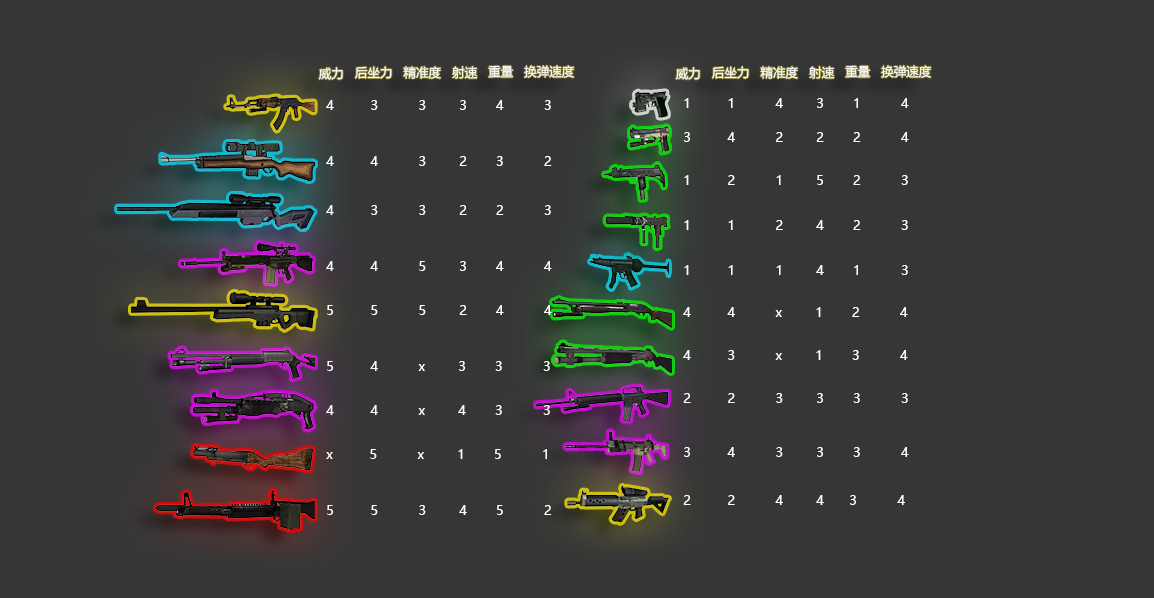 威力 后坐力 精准度 射速 重量 换弹速度
4 3 3 3 4 3
4 4 3 2 3 2
4 3 3 2 2 3
4 4 5 3 4 4
5 5 5 2 4 4
5 4 x 3 3 3
4 4 x 4 3 3
x 5 x 1 5 1
5 5 3 4 5 2
威力 后坐力 精准度 射速 重量 换弹速度
1 1 4 3 1 4
3 4 2 2 2 4
1 2 1 5 2 3
1 1 2 4 2 3
1 1 1 4 1 3
4 4 x 1 2 4
4 3 x 1 3 4
2 2 3 3 3 3
3 4 3 3 3 4
2 2 4 4 3 4